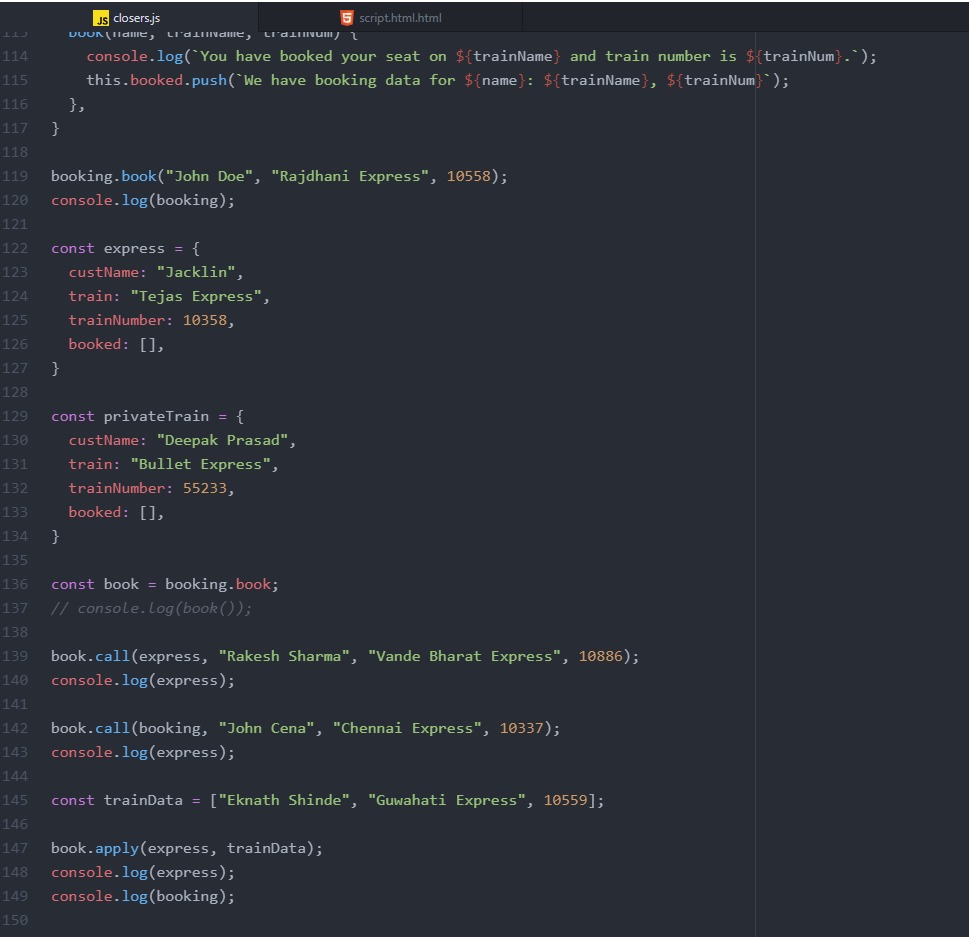 JS closers.js
5 script.html.html
113 book(name, trainName, trainNum) {
114 console.log(`You have booked your seat on ${trainName} and train number is ${trainNum}.`);
115 this.booked.push(`We have booking data for ${name}: ${trainName}, ${trainNum}`);
116 },
117 }
118
119 booking.book("John Doe", "Rajdhani Express", 10558);
120 console.log(booking);
121
122 const express = {
123 custName: "Jacklin",
124 train: "Tejas Express",
125 trainNumber: 10358,
126 booked: [],
127 }
128
129 const privateTrain = {
130 custName: "Deepak Prasad",
131 train: "Bullet Express",
132 trainNumber: 55233,
133 booked: [],
134 }
135
136 const book = booking.book;
137 // console.log(book());
138
139 book.call(express, "Rakesh Sharma", "Vande Bharat Express", 10886);
140 console.log(express);
141
142 book.call(booking, "John Cena", "Chennai Express", 10337);
143 console.log(express);
144
145 const trainData = ["Eknath Shinde", "Guwahati Express", 10559];
146
147 book.apply(express, trainData);
148 console.log(express);
149 console.log(booking);
150